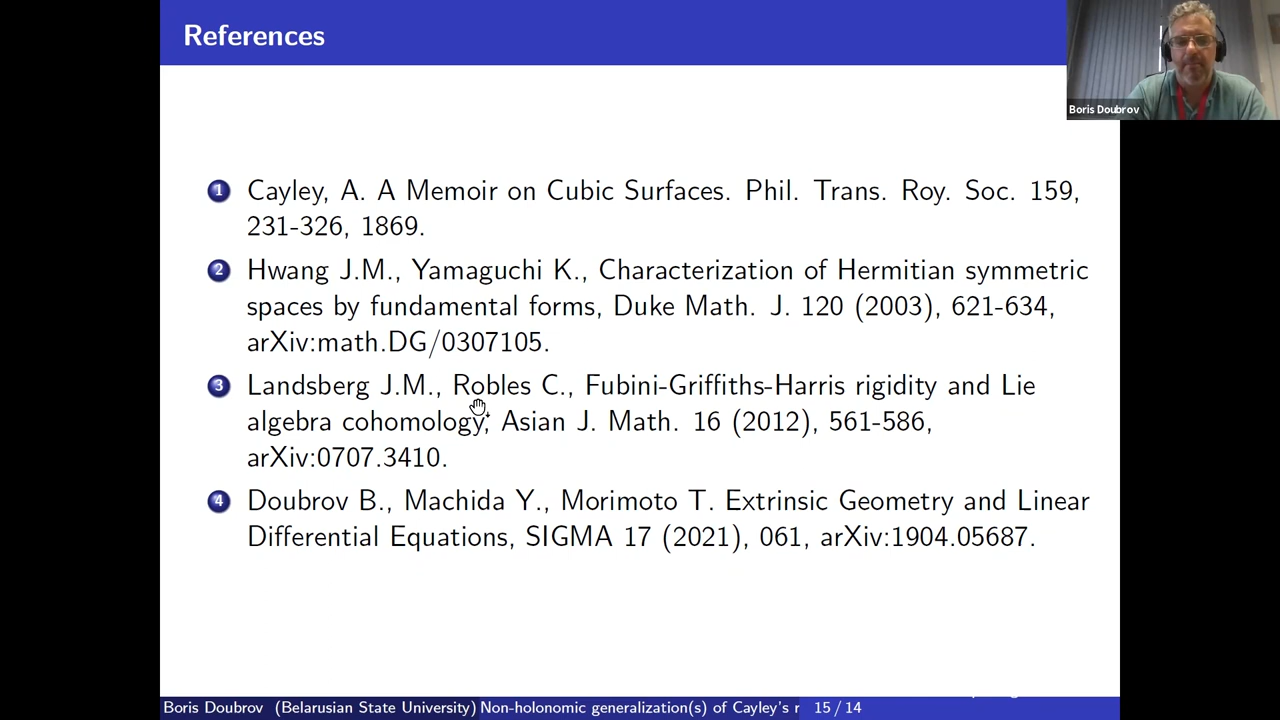 References
Boris Doubrov
1 Cayley, A. A Memoir on Cubic Surfaces. Phil. Trans. Roy. Soc. 159,
231-326, 1869.
2 Hwang J.M., Yamaguchi K., Characterization of Hermitian symmetric
spaces by fundamental forms, Duke Math. J. 120 (2003), 621-634,
arXiv:math.DG/0307105.
3 Landsberg J.M., Robles C., Fubini-Griffiths-Harris rigidity and Lie
algebra cohomology, Asian J. Math. 16 (2012), 561-586,
arXiv:0707.3410.
4 Doubrov B., Machida Y., Morimoto T. Extrinsic Geometry and Linear
Differential Equations, SIGMA 17 (2021), 061, arXiv:1904.05687.
Boris Doubrov (Belarusian State University) Non-holonomic generalization(s) of Cayley's r 15 / 14